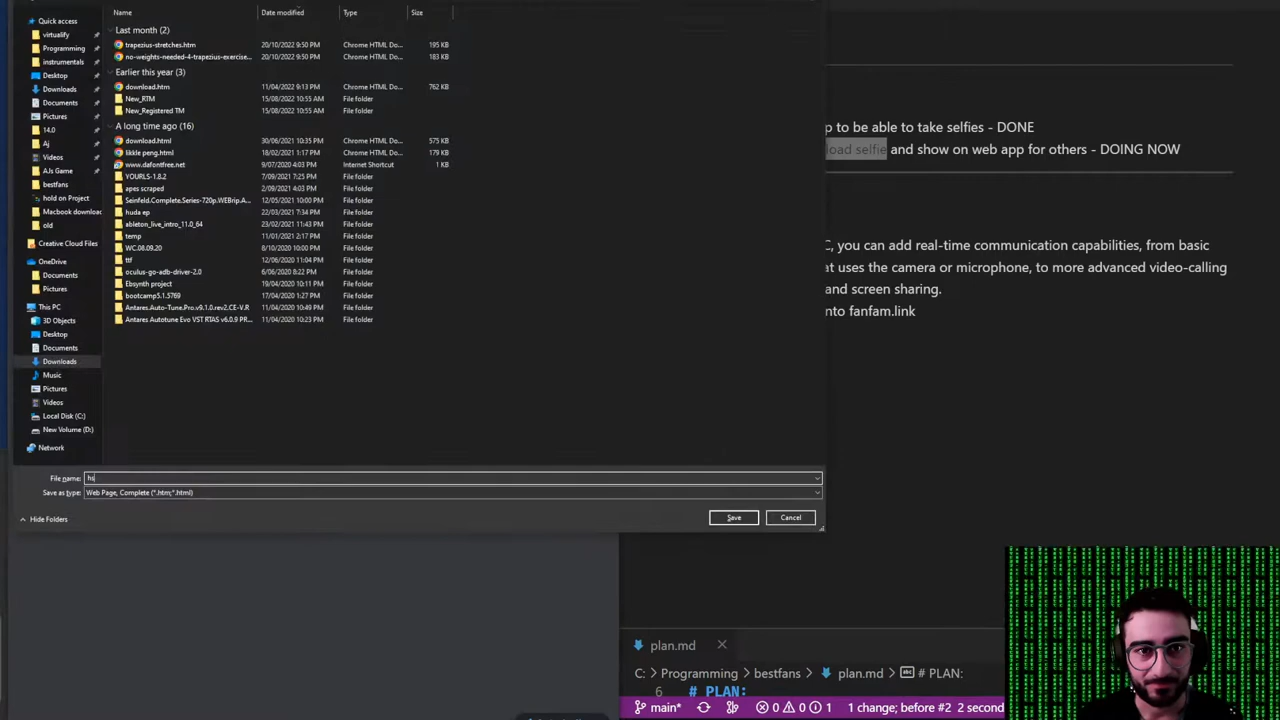 Name Date modified Type Size
Quick access
virtualify
Programming
instrumentals
Desktop
Downloads
Documents
Pictures
14.0
Aj
Videos
AJs Game
bestfans
hold on Project
Macbook downloac
old
Creative Cloud Files
OneDrive
Documents
Pictures
This PC
3D Objects
Desktop
Documents
Downloads
Music
Pictures
Videos
Local Disk (C:)
New Volume (D:)
Network
Last month (2)
trapezius-stretches.htm 20/10/2022 9:50 PM Chrome HTML Do... 195 KB
no-weights-needed-4-trapezius-exercise... 20/10/2022 9:50 PM Chrome HTML Do... 183 KB
Earlier this year (3)
download.htm 11/04/2022 9:13 PM Chrome HTML Do... 762 KB
New_RTM 15/08/2022 10:55 AM File folder
New_Registered TM 15/08/2022 10:55 AM File folder
A long time ago (16)
download.html 30/06/2021 10:35 PM Chrome HTML Do... 575 KB
likkle peng.html 18/02/2021 1:17 PM Chrome HTML Do... 179 KB
www.dafontfree.net 9/07/2020 4:03 PM Internet Shortcut 1 KB
YOURLS-1.8.2 7/09/2021 7:25 PM File folder
apes scraped 2/09/2021 4:03 PM File folder
Seinfeld.Complete.Series-720p.WEBrip.A... 12/05/2021 10:00 PM File folder
huda ep 22/03/2021 7:34 PM File folder
ableton_live_intro_11.0_64 23/02/2021 11:43 PM File folder
temp 11/01/2021 2:17 PM File folder
WC.08.09.20 8/10/2020 10:00 PM File folder
ttf 12/06/2020 11:04 PM File folder
oculus-go-adb-driver-2.0 6/06/2020 8:22 PM File folder
Ebsynth project 19/04/2020 10:11 PM File folder
bootcamp5.1.5769 17/04/2020 1:27 PM File folder
Antares.Auto-Tune.Pro.v9.1.0.rev2.CE-V.R 11/04/2020 10:49 PM File folder
Antares Autotune Evo VST RTAS v6.0.9 PR... 11/04/2020 10:23 PM File folder
File name: hs
Save as type: Web Page, Complete (*.htm;*.html)
Hide Folders
Save Cancel
p to be able to take selfies - DONE
load selfie and show on web app for others - DOING NOW
C, you can add real-time communication capabilities, from basic
at uses the camera or microphone, to more advanced video-calling
and screen sharing.
nto fanfam.link
plan.md
C: > Programming > bestfans > plan.md > # PLAN:
6 # PLAN:
main* 0 0 1 1 change; before #2 2 second